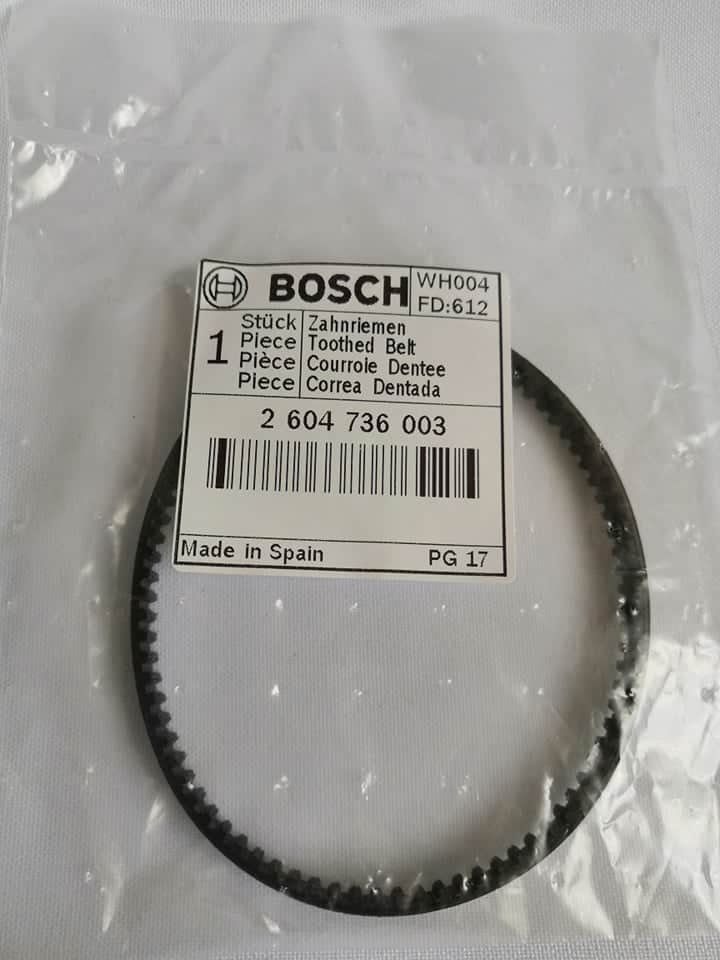 BOSCH
WH004
FD:612
1
Stück Zahnriemen
Piece Toothed Belt
Pièce Courroie Dentee
Piece Correa Dentada
2 604 736 003
Made in Spain PG 17